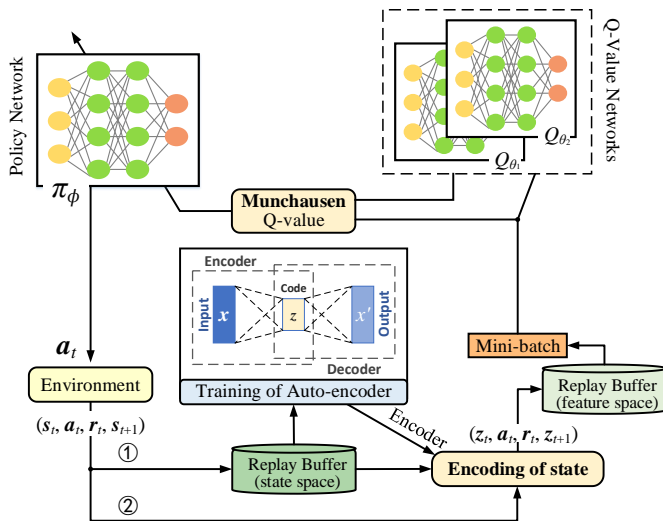 Policy Network
π_ϕ
Q-Value Networks
Q_θ₁
Q_θ₂
Munchausen
Q-value
Encoder
Code
Input
x
z
x'
Output
Decoder
Training of Auto-encoder
a_t
Environment
(s_t, a_t, r_t, s_{t+1})
①
②
Replay Buffer
(state space)
Encoder
Mini-batch
Replay Buffer
(feature space)
(z_t, a_t, r_t, z_{t+1})
Encoding of state